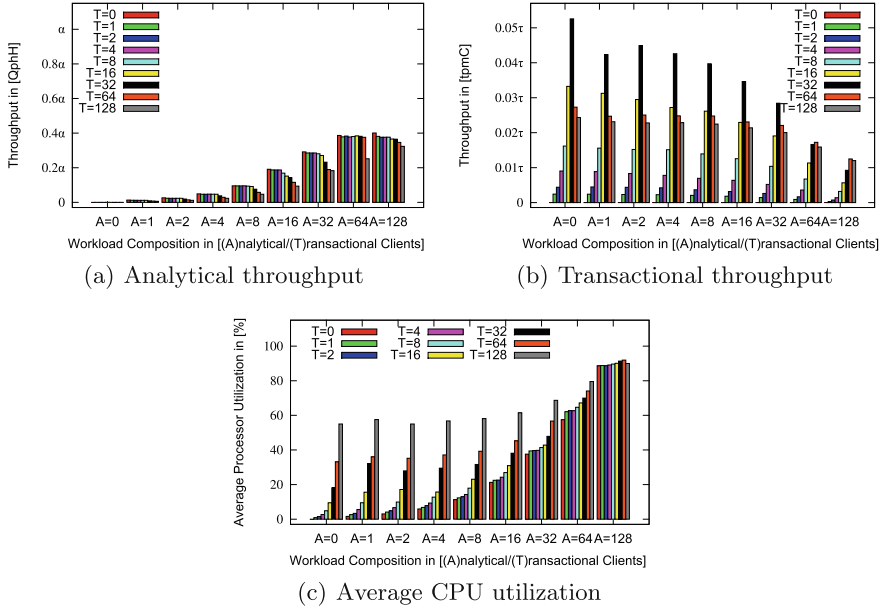 T=0
T=1
T=2
T=4
T=8
T=16
T=32
T=64
T=128
α
0.8α
0.6α
0.4α
0.2α
0
Throughput in [QphH]
A=0 A=1 A=2 A=4 A=8 A=16 A=32 A=64 A=128
Workload Composition in [(A)nalytical/(T)ransactional Clients]
(a) Analytical throughput
T=0
T=1
T=2
T=4
T=8
T=16
T=32
T=64
T=128
0.05τ
0.04τ
0.03τ
0.02τ
0.01τ
0
Throughput in [tpmC]
A=0 A=1 A=2 A=4 A=8 A=16 A=32 A=64 A=128
Workload Composition in [(A)nalytical/(T)ransactional Clients]
(b) Transactional throughput
T=0 T=4 T=32
T=1 T=8 T=64
T=2 T=16 T=128
100
80
60
40
20
0
Average Processor Utilization in [%]
A=0 A=1 A=2 A=4 A=8 A=16 A=32 A=64 A=128
Workload Composition in [(A)nalytical/(T)ransactional Clients]
(c) Average CPU utilization